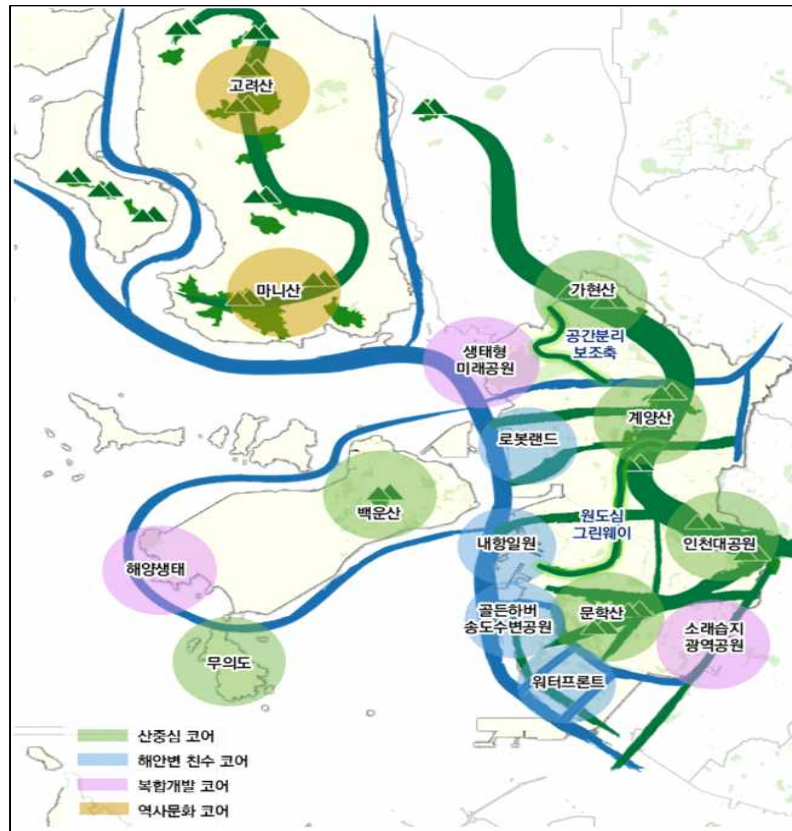 고려산
마니산
가현산
공간분리
보조축
생태형
미래공원
계양산
로봇랜드
백운산
원도심
그린웨이
내항일원
인천대공원
해양생태
골든하버
송도수변공원
문학산
소래습지
광역공원
무의도
워터프론트
산중심 코어
해안변 친수 코어
복합개발 코어
역사문화 코어